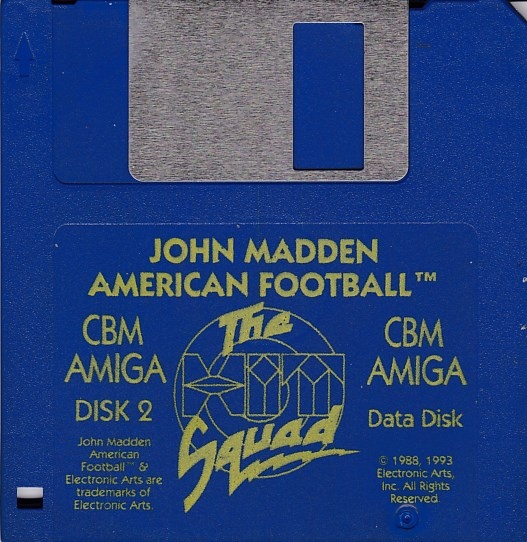 JOHN MADDEN
AMERICAN FOOTBALL™
CBM
AMIGA
DISK 2
The
Squad
CBM
AMIGA
Data Disk
John Madden
American
Football™ &
Electronic Arts are
trademarks of
Electronic Arts.
© 1988, 1993
Electronic Arts,
Inc. All Rights
Reserved.